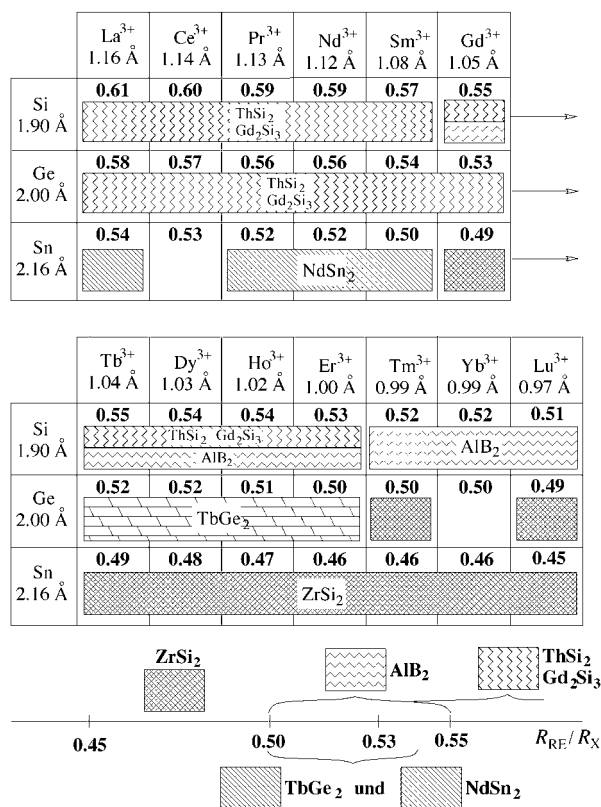 La³⁺ Ce³⁺ Pr³⁺ Nd³⁺ Sm³⁺ Gd³⁺
1.16 Å 1.14 Å 1.13 Å 1.12 Å 1.08 Å 1.05 Å
Si 0.61 0.60 0.59 0.59 0.57 0.55
1.90 Å ThSi₂
Gd₂Si₃
Ge 0.58 0.57 0.56 0.56 0.54 0.53
2.00 Å ThSi₂
Gd₂Si₃
Sn 0.54 0.53 0.52 0.52 0.50 0.49
2.16 Å NdSn₂
Tb³⁺ Dy³⁺ Ho³⁺ Er³⁺ Tm³⁺ Yb³⁺ Lu³⁺
1.04 Å 1.03 Å 1.02 Å 1.00 Å 0.99 Å 0.99 Å 0.97 Å
Si 0.55 0.54 0.54 0.53 0.52 0.52 0.51
1.90 Å ThSi₂ Gd₂Si₃
AlB₂ AlB₂
Ge 0.52 0.52 0.51 0.50 0.50 0.50 0.49
2.00 Å TbGe₂
Sn 0.49 0.48 0.47 0.46 0.46 0.46 0.45
2.16 Å ZrSi₂
ZrSi₂ AlB₂ ThSi₂
Gd₂Si₃
0.45 0.50 0.53 0.55 R_RE/R_X
TbGe₂ und NdSn₂